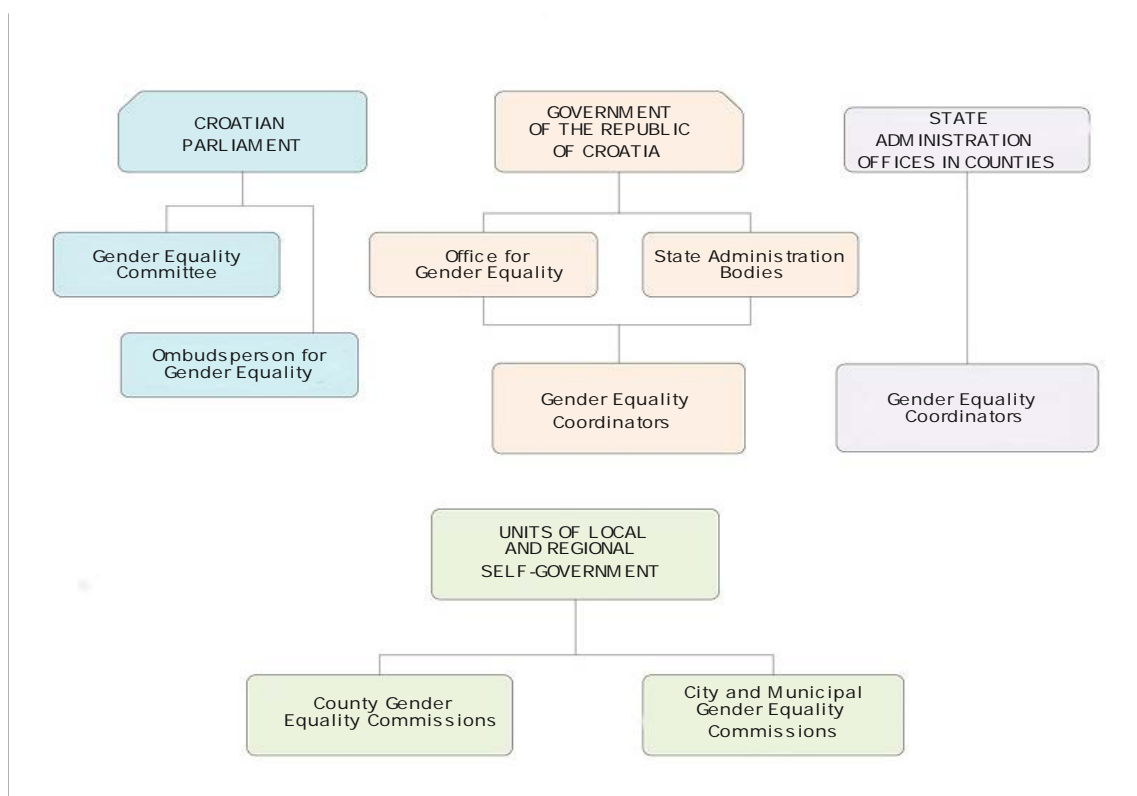 CROATIAN
PARLIAMENT
GOVERNMENT
OF THE REPUBLIC
OF CROATIA
STATE
ADMINISTRATION
OFFICES IN COUNTIES
Gender Equality
Committee
Office for
Gender Equality
State Administration
Bodies
Ombudsperson for
Gender Equality
Gender Equality
Coordinators
Gender Equality
Coordinators
UNITS OF LOCAL
AND REGIONAL
SELF-GOVERNMENT
County Gender
Equality Commissions
City and Municipal
Gender Equality
Commissions